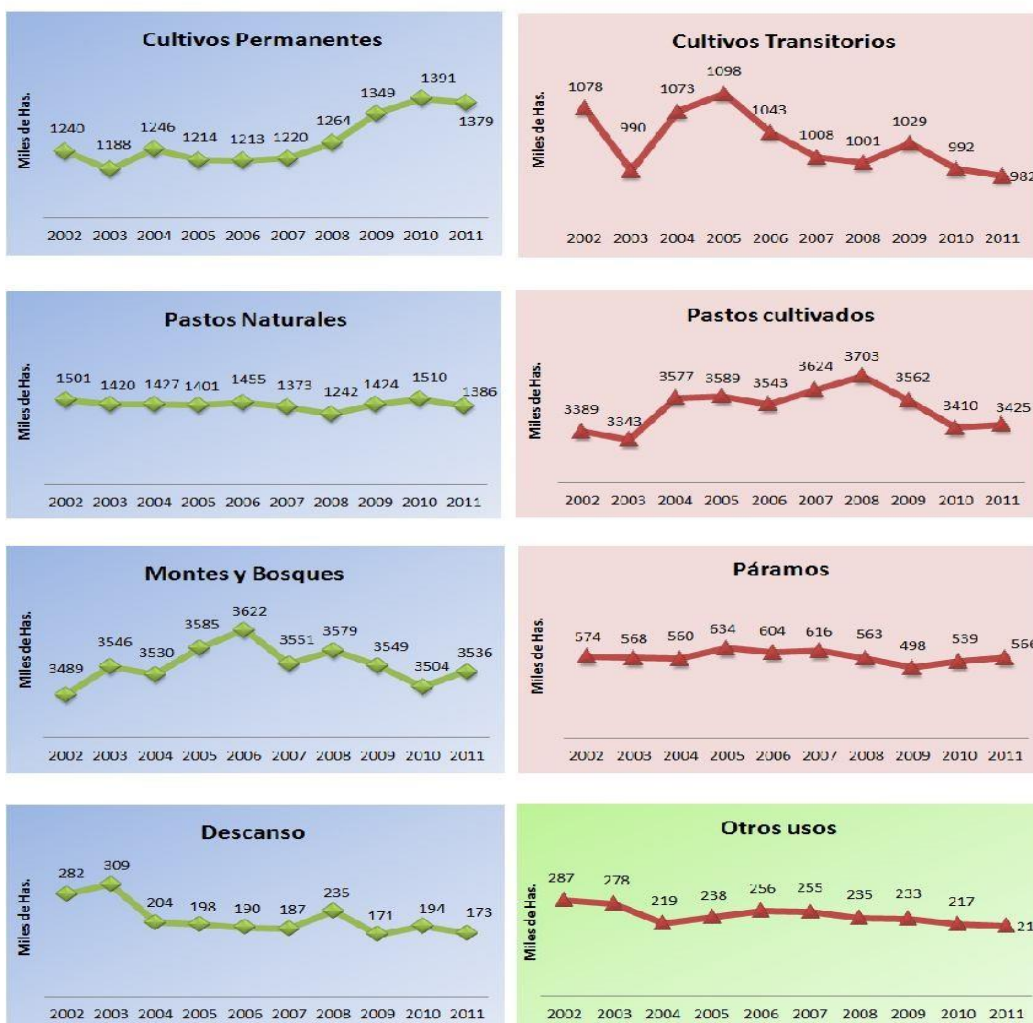 Cultivos Permanentes
Miles de Has.
1240 1188 1246 1214 1213 1220 1264 1349 1391 1379
2002 2003 2004 2005 2006 2007 2008 2009 2010 2011
Cultivos Transitorios
Miles de Has.
1078 990 1073 1098 1043 1008 1001 1029 992 982
2002 2003 2004 2005 2006 2007 2008 2009 2010 2011
Pastos Naturales
Miles de Has.
1501 1420 1427 1401 1455 1373 1242 1424 1510 1386
2002 2003 2004 2005 2006 2007 2008 2009 2010 2011
Pastos cultivados
Miles de Has.
3389 3343 3577 3589 3543 3624 3703 3562 3410 3425
2002 2003 2004 2005 2006 2007 2008 2009 2010 2011
Montes y Bosques
Miles de Has.
3489 3546 3530 3585 3622 3551 3579 3549 3504 3536
2002 2003 2004 2005 2006 2007 2008 2009 2010 2011
Páramos
Miles de Has.
574 568 560 634 604 616 563 498 539 566
2002 2003 2004 2005 2006 2007 2008 2009 2010 2011
Descanso
Miles de Has.
282 309 204 198 190 187 235 171 194 173
2002 2003 2004 2005 2006 2007 2008 2009 2010 2011
Otros usos
Miles de Has.
287 278 219 238 256 255 235 233 217
2002 2003 2004 2005 2006 2007 2008 2009 2010 2011